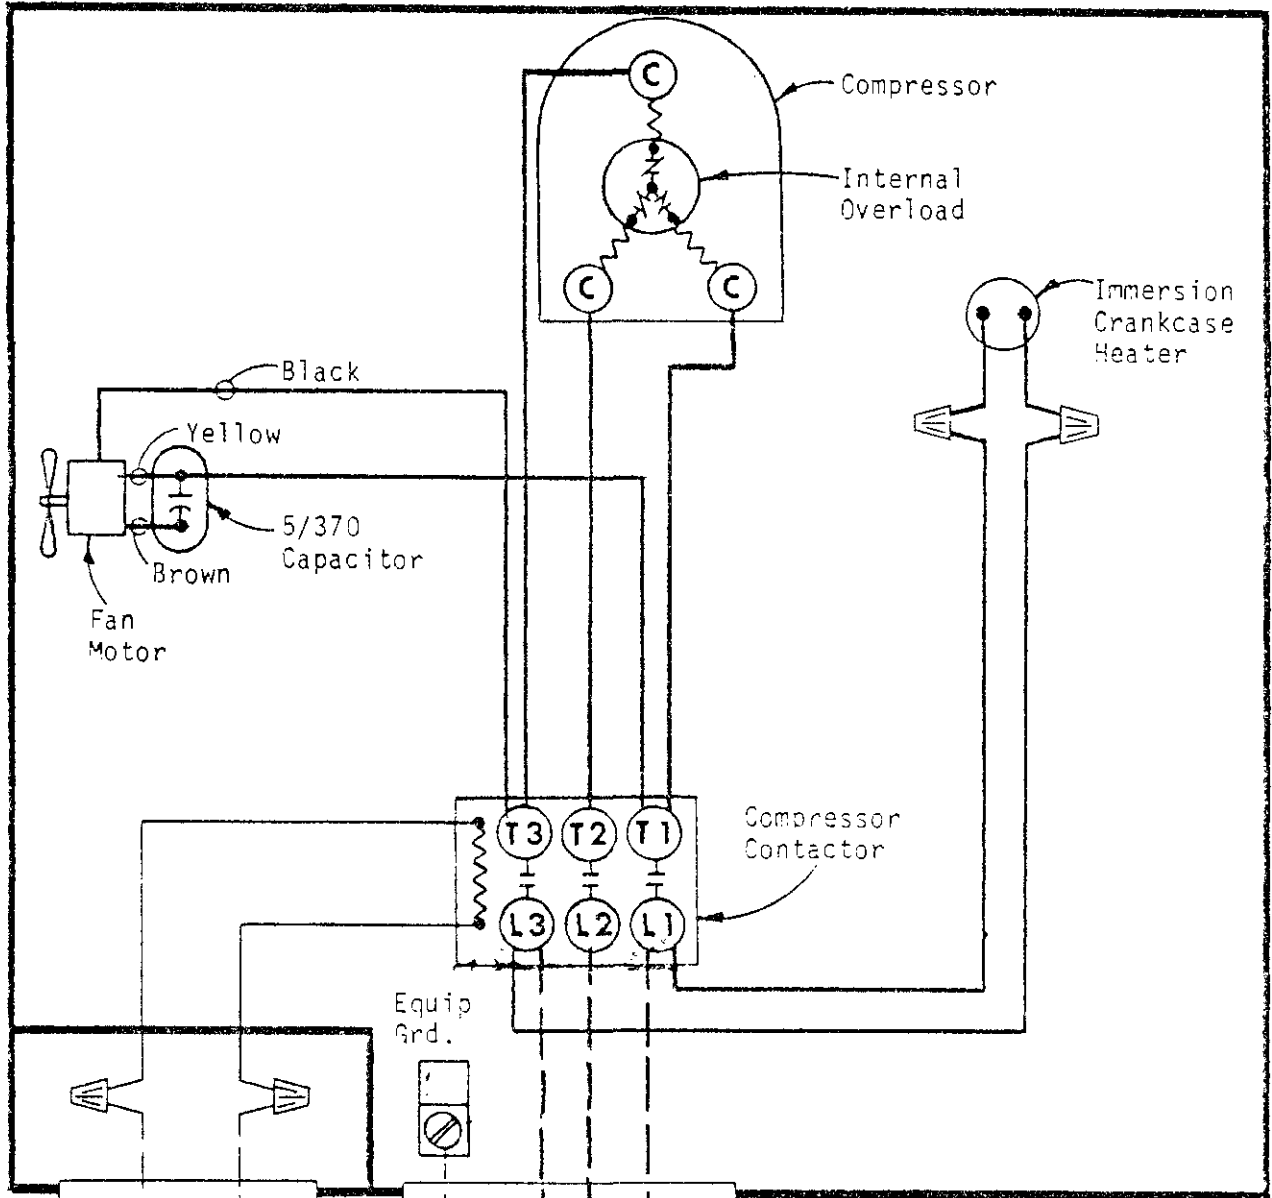 C
Compressor
Internal
Overload
C
C
Immersion
Crankcase
Heater
Black
Yellow
5/370
Capacitor
Brown
Fan
Motor
T3
T2
T1
Compressor
Contactor
L3
L2
L1
Equip
Grd.